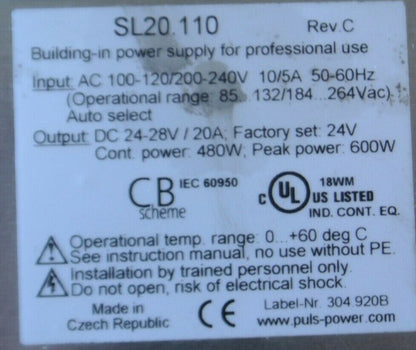 SL20.110 Rev.C
Building-in power supply for professional use
Input: AC 100-120/200-240V 10/5A 50-60Hz
(Operational range: 85...132/184...264Vac)
Auto select
Output: DC 24-28V / 20A; Factory set: 24V
Cont. power: 480W; Peak power: 600W
CB scheme IEC 60950
c UL US LISTED 18WM
IND. CONT. EQ.
Operational temp. range: 0...+60 deg C
See instruction manual, no use without PE.
Installation by trained personnel only.
Do not open, risk of electrical shock.
Made in Label-Nr. 304.920B
Czech Republic CE www.puls-power.com